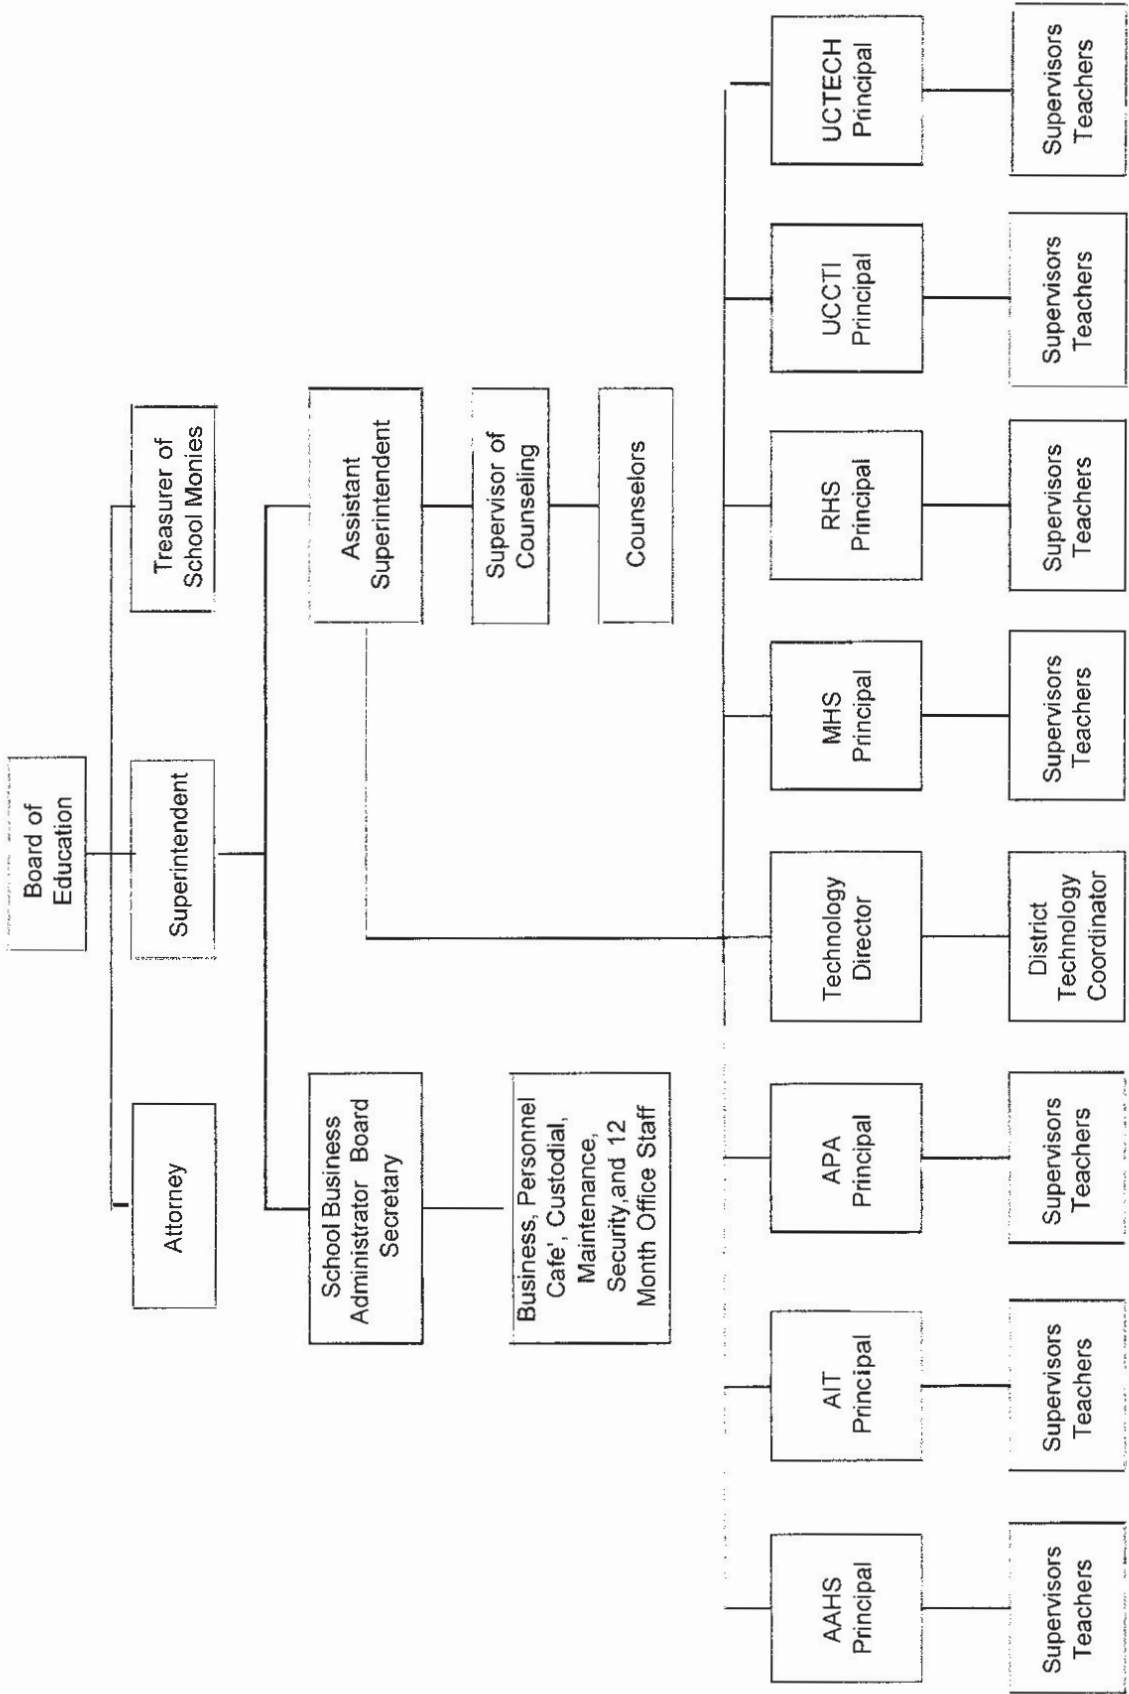 Board of
Education
Attorney
Superintendent
Treasurer of
School Monies
School Business
Administrator Board
Secretary
Assistant
Superintendent
Business, Personnel
Cafe', Custodial,
Maintenance,
Security,and 12
Month Office Staff
Supervisor of
Counseling
Counselors
AAHS
Principal
AIT
Principal
APA
Principal
Technology
Director
MHS
Principal
RHS
Principal
UCCTI
Principal
UCTECH
Principal
Supervisors
Teachers
Supervisors
Teachers
Supervisors
Teachers
District
Technology
Coordinator
Supervisors
Teachers
Supervisors
Teachers
Supervisors
Teachers
Supervisors
Teachers